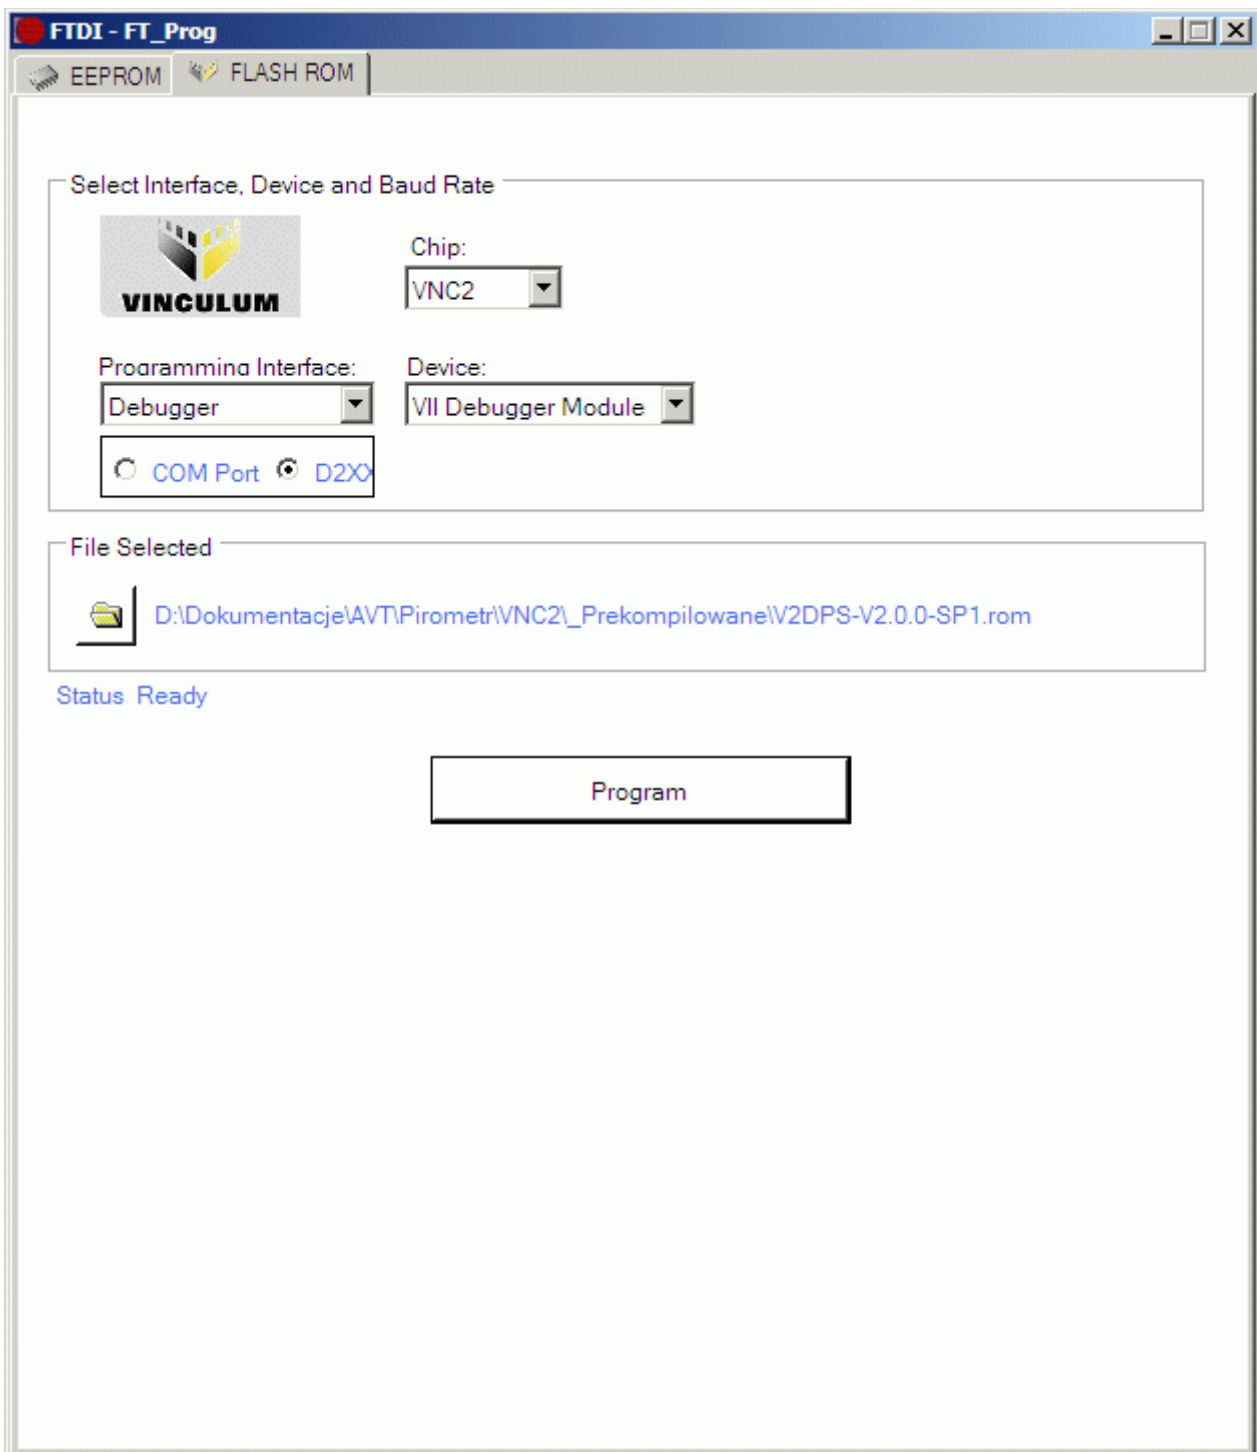 FTDI - FT_Prog
EEPROM FLASH ROM
Select Interface, Device and Baud Rate
VINCULUM
Chip:
VNC2
Programming Interface: Device:
Debugger VII Debugger Module
COM Port D2XX
File Selected
D:\Dokumentacje\AVT\Pirometr\VNC2\_Prekompilowane\V2DPS-V2.0.0-SP1.rom
Status Ready
Program